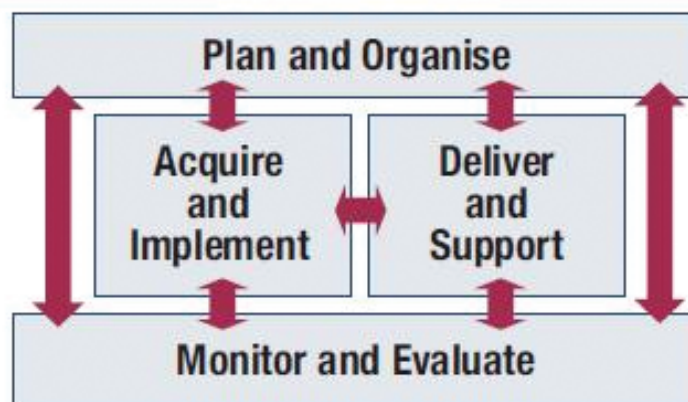 Plan and Organise
Acquire
and
Implement
Deliver
and
Support
Monitor and Evaluate